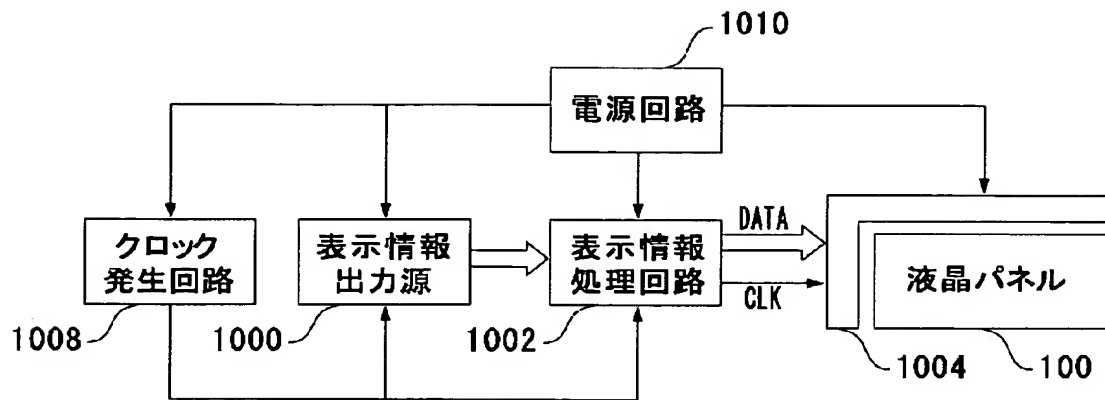 1010
電源回路
クロック
発生回路
表示情報
出力源
表示情報
処理回路
DATA
CLK
液晶パネル
1008
1000
1002
1004
100